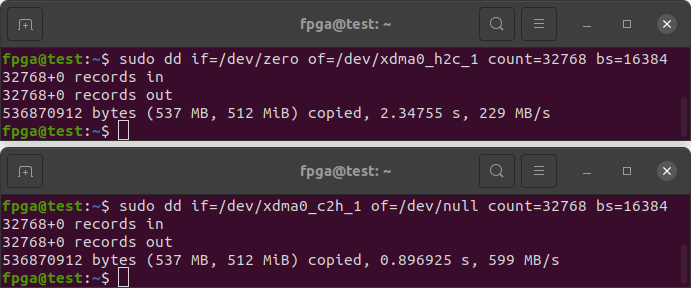 fpga@test: ~
fpga@test:~$ sudo dd if=/dev/zero of=/dev/xdma0_h2c_1 count=32768 bs=16384
32768+0 records in
32768+0 records out
536870912 bytes (537 MB, 512 MiB) copied, 2.34755 s, 229 MB/s
fpga@test:~$
fpga@test: ~
fpga@test:~$ sudo dd if=/dev/xdma0_c2h_1 of=/dev/null count=32768 bs=16384
32768+0 records in
32768+0 records out
536870912 bytes (537 MB, 512 MiB) copied, 0.896925 s, 599 MB/s
fpga@test:~$